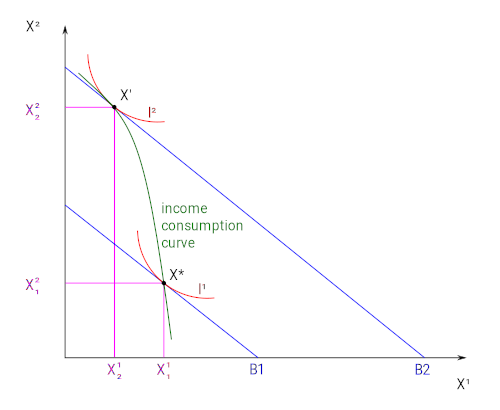 X²
X'
I²
X²₂
income
consumption
curve
X*
I¹
X²₁
X¹₂
X¹₁
B1
B2
X¹